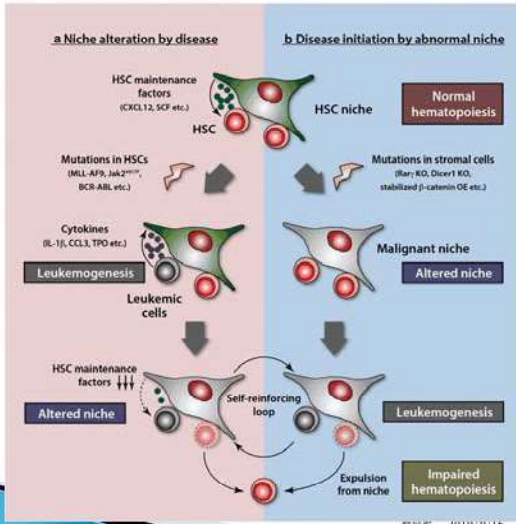 a Niche alteration by disease
b Disease initiation by abnormal niche
HSC maintenance
factors
(CXCL12, SCF etc.)
HSC
HSC niche
Normal
hematopoiesis
Mutations in HSCs
(MLL-AF9, Jak2
BCR-ABL etc.)
Mutations in stromal cells
(Rarγ KO, Dicer1 KO,
stabilized β-catenin OE etc.)
Cytokines
(IL-1β, CCL3, TPO etc.)
Leukemogenesis
Leukemic
cells
Malignant niche
Altered niche
HSC maintenance
factors ↓↓↓
Altered niche
Self-reinforcing
loop
Leukemogenesis
Expulsion
from niche
Impaired
hematopoiesis